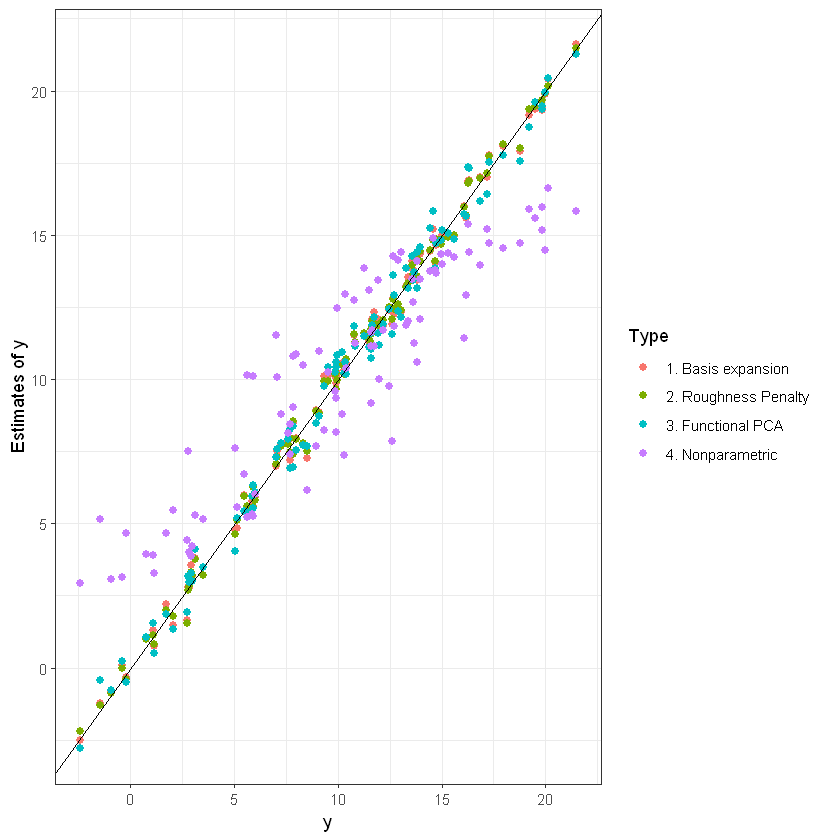 20
15
10
5
0
Estimates of y
0
5
10
15
20
y
Type
1. Basis expansion
2. Roughness Penalty
3. Functional PCA
4. Nonparametric